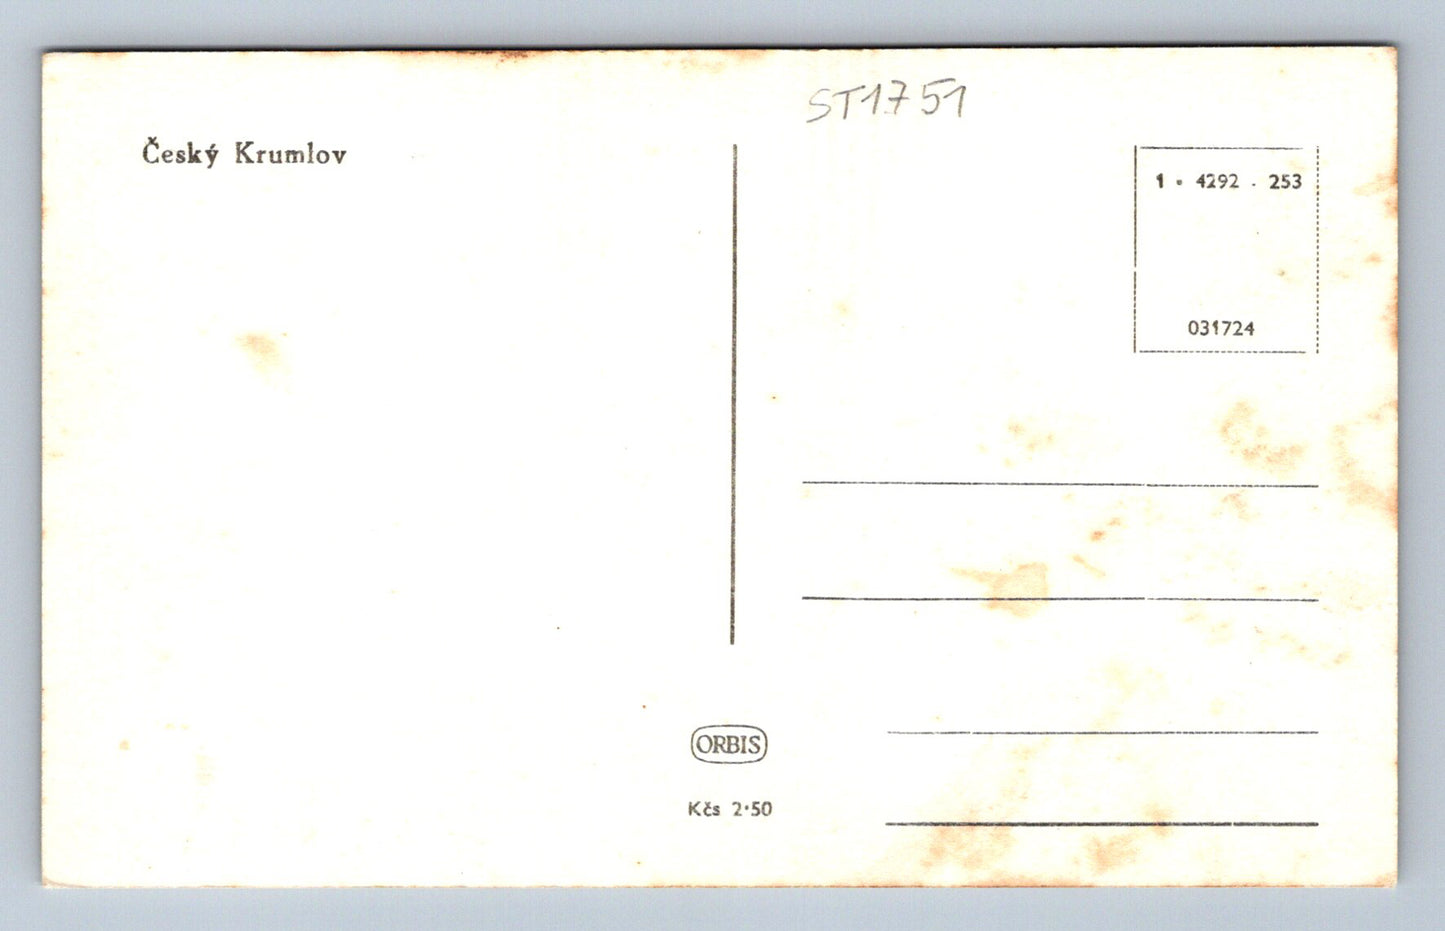 ST1751
Český Krumlov
1 • 4292 . 253
031724
ORBIS
Kčs 2·50